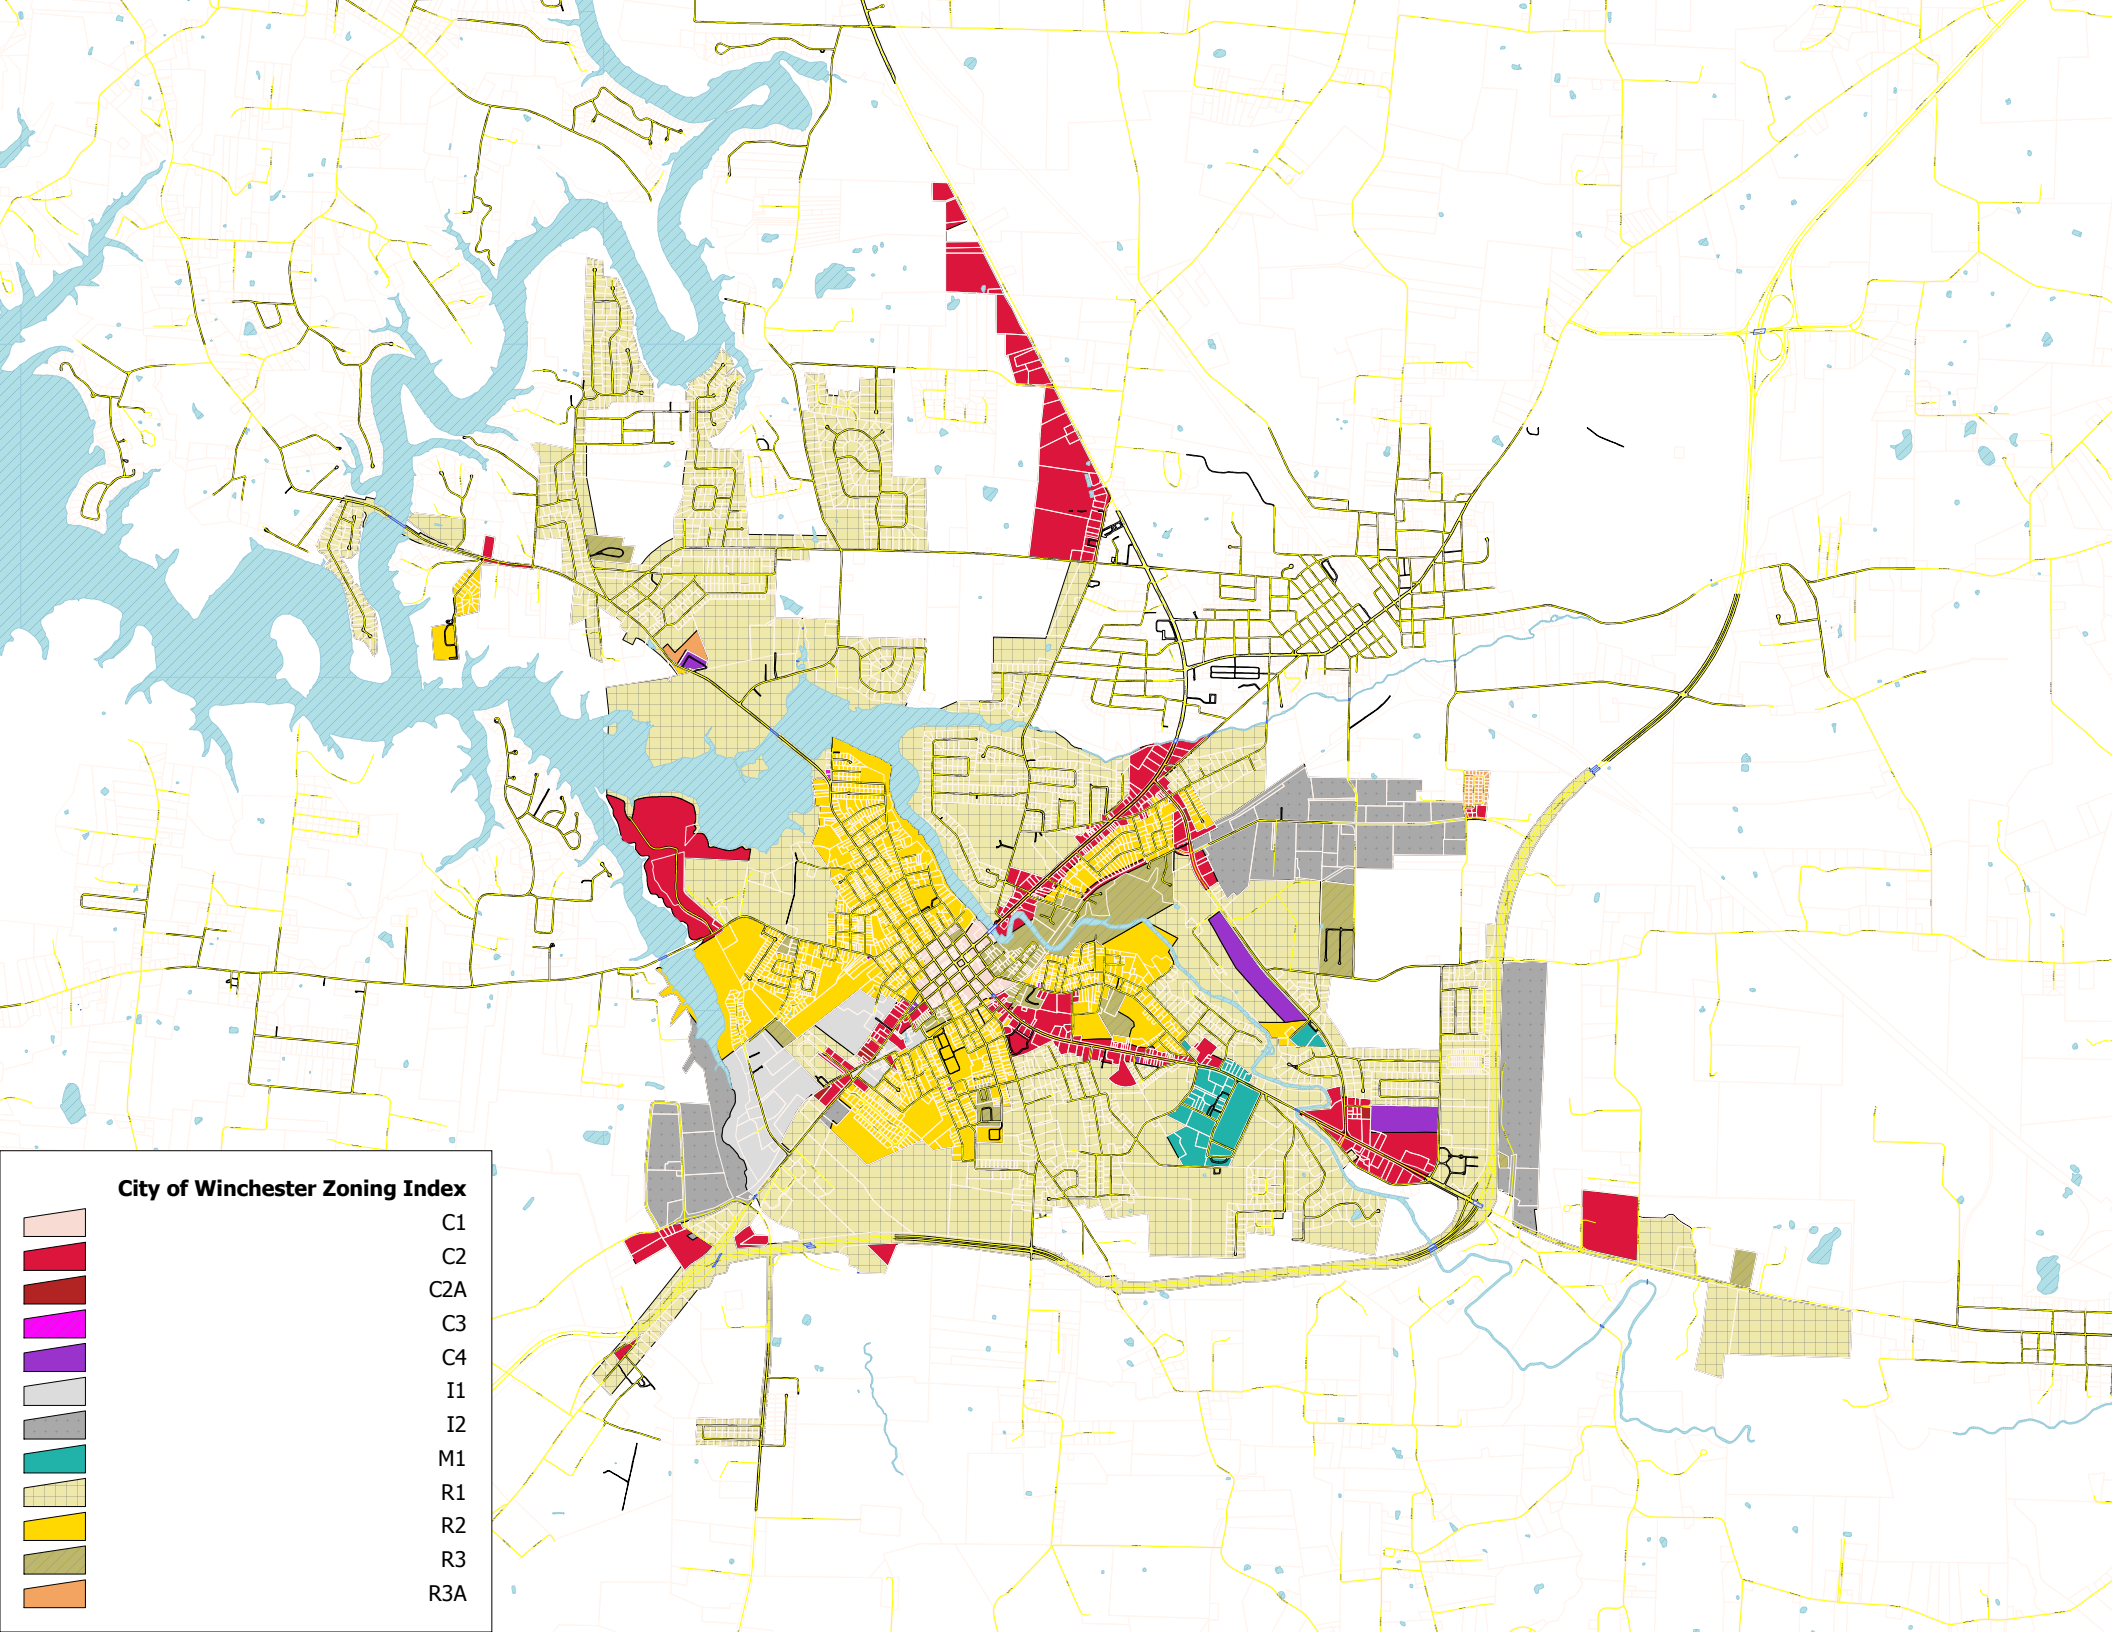 City of Winchester Zoning Index
C1
C2
C2A
C3
C4
I1
I2
M1
R1
R2
R3
R3A